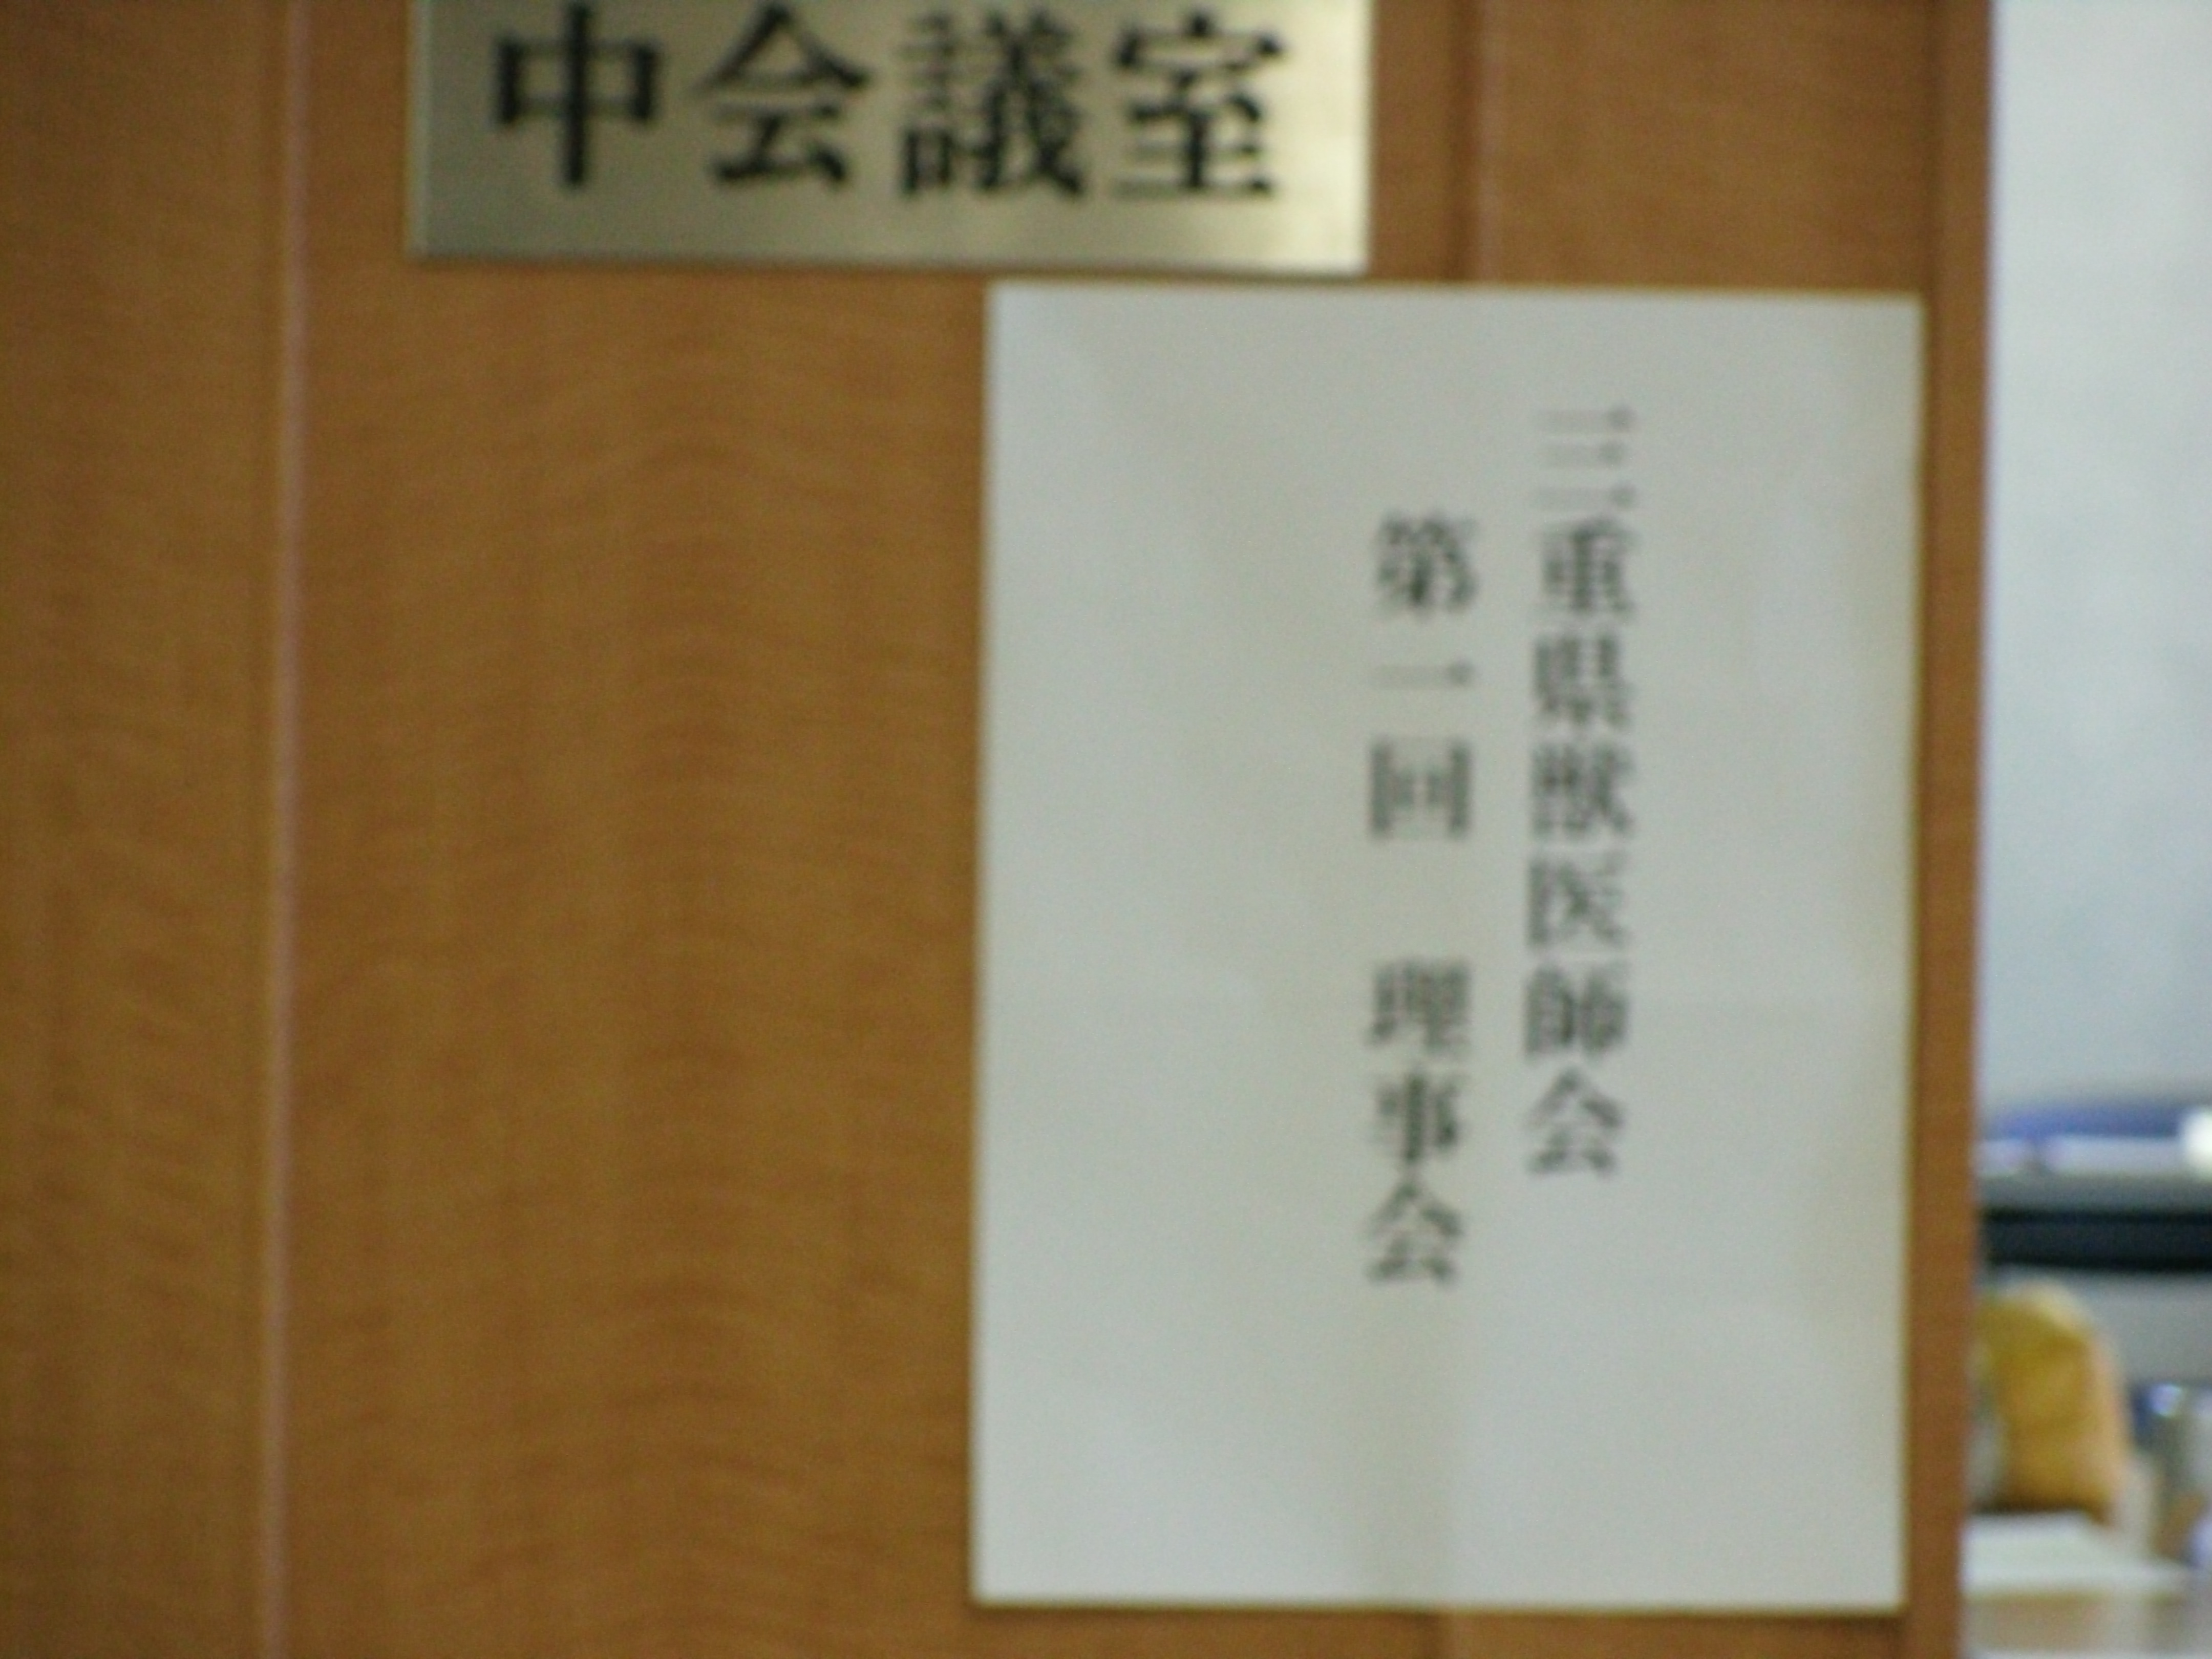 中会議室
三重県獣医師会
第一回 理事会